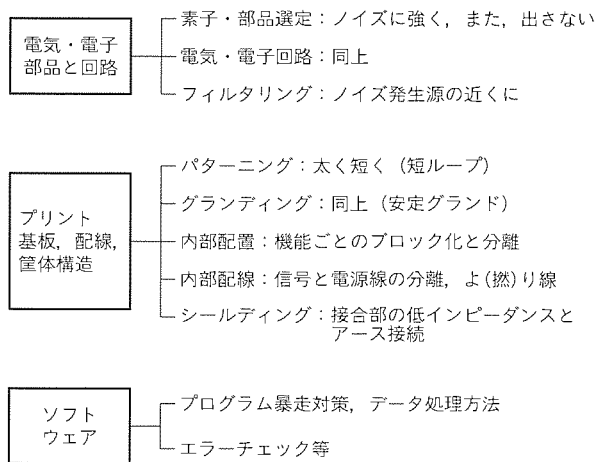 電気・電子
部品と回路
素子・部品選定：ノイズに強く，また，出さない
電気・電子回路：同上
フィルタリング：ノイズ発生源の近くに
プリント
基板，配線，
筐体構造
パターニング：太く短く（短ループ）
グランディング：同上（安定グランド）
内部配置：機能ごとのブロック化と分離
内部配線：信号と電源線の分離，よ(撚)り線
シールディング：接合部の低インピーダンスと
アース接続
ソフト
ウェア
プログラム暴走対策，データ処理方法
エラーチェック等